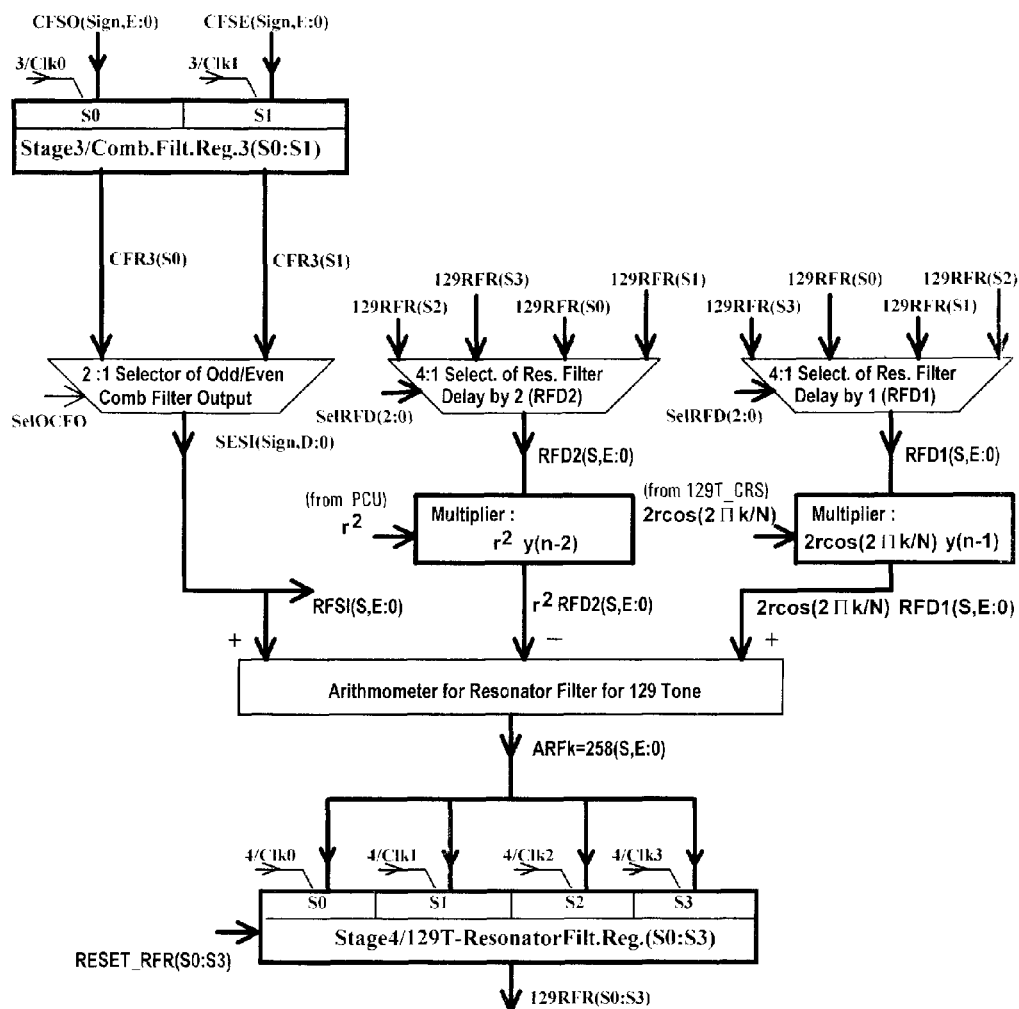 CFSO(Sign,E:0)
CFSE(Sign,E:0)
3/Clk0
3/Clk1
S0
S1
Stage3/Comb.Filt.Reg.3(S0:S1)
CFR3(S0)
CFR3(S1)
129RFR(S3)
129RFR(S1)
129RFR(S2)
129RFR(S0)
129RFR(S0)
129RFR(S2)
129RFR(S3)
129RFR(S1)
2 :1 Selector of Odd/Even
Comb Filter Output
SelOCFO
4:1 Select. of Res. Filter
Delay by 2 (RFD2)
SelRFD(2:0)
4:1 Select. of Res. Filter
Delay by 1 (RFD1)
SelRFD(2:0)
SESI(Sign,D:0)
RFD2(S,E:0)
RFD1(S,E:0)
(from PCU)
r²
Multiplier :
r² y(n-2)
(from 129T_CRS)
2rcos(2 Π k/N)
Multiplier :
2rcos(2 Π k/N) y(n-1)
RFSI(S,E:0)
r² RFD2(S,E:0)
2rcos(2 Π k/N) RFD1(S,E:0)
+
−
+
Arithmometer for Resonator Filter for 129 Tone
ARFk=258(S,E:0)
4/Clk0
4/Clk1
4/Clk2
4/Clk3
S0
S1
S2
S3
Stage4/129T-ResonatorFilt.Reg.(S0:S3)
RESET_RFR(S0:S3)
129RFR(S0:S3)